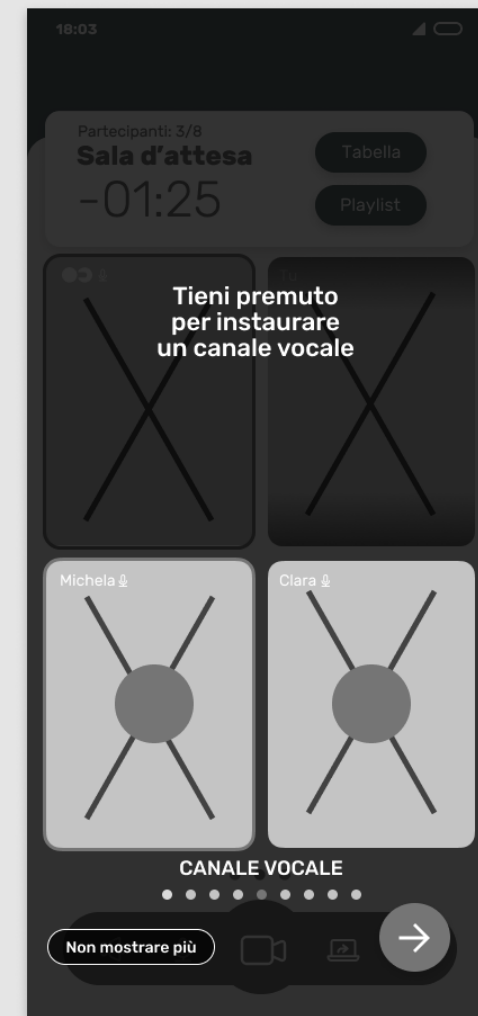 18:03
Partecipanti: 3/8
Sala d'attesa
-01:25
Tabella
Playlist
Tu
Tieni premuto
per instaurare
un canale vocale
Michela
Clara
CANALE VOCALE
Non mostrare più